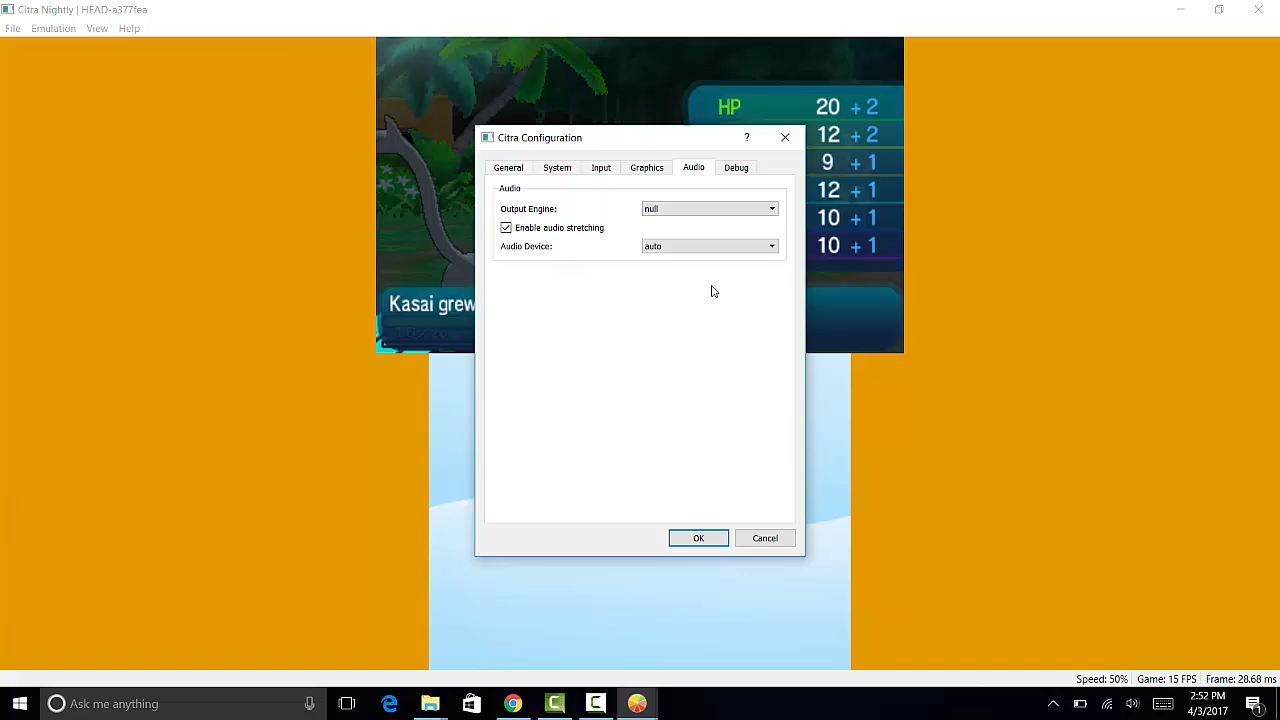 Citra Nightly | HEAD-a377fea
File Emulation View Help
HP 20 + 2
12 + 2
9 + 1
12 + 1
10 + 1
10 + 1
Kasai grew
Citra Configuration
?
General System Input Graphics Audio Debug
Audio
Output Engine: null
Enable audio stretching
Audio Device: auto
OK Cancel
Speed: 50% Game: 15 FPS Frame: 28.68 ms
Ask me anything
2:52 PM
4/3/2017
1